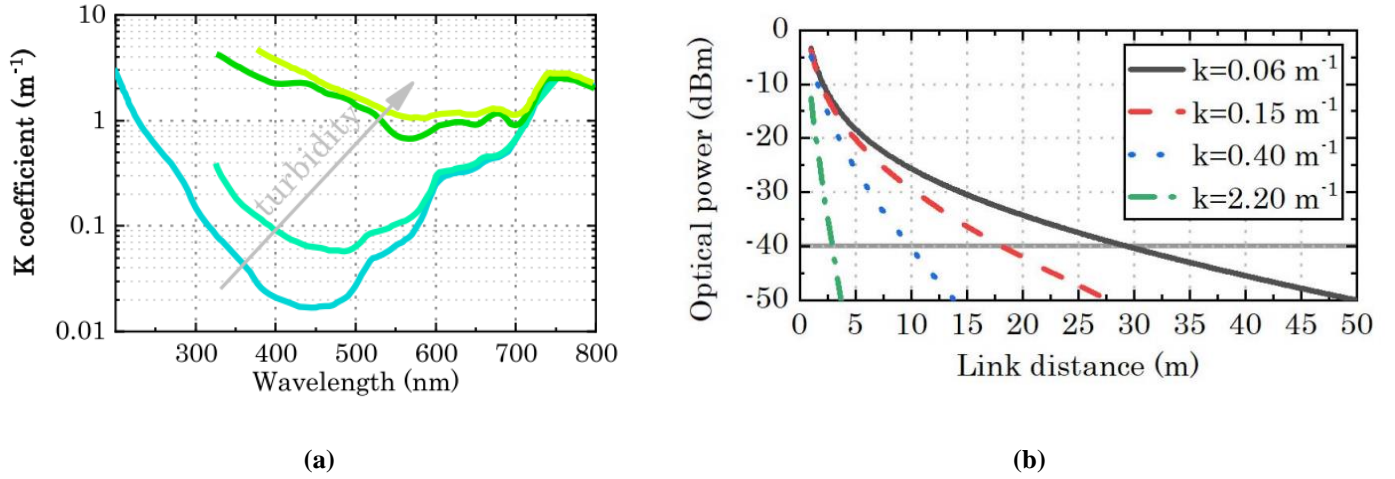 10
1
0.1
0.01
K coefficient (m⁻¹)
turbidity
300 400 500 600 700 800
Wavelength (nm)
(a)
0
-10
-20
-30
-40
-50
Optical power (dBm)
k=0.06 m⁻¹
k=0.15 m⁻¹
k=0.40 m⁻¹
k=2.20 m⁻¹
0 5 10 15 20 25 30 35 40 45 50
Link distance (m)
(b)